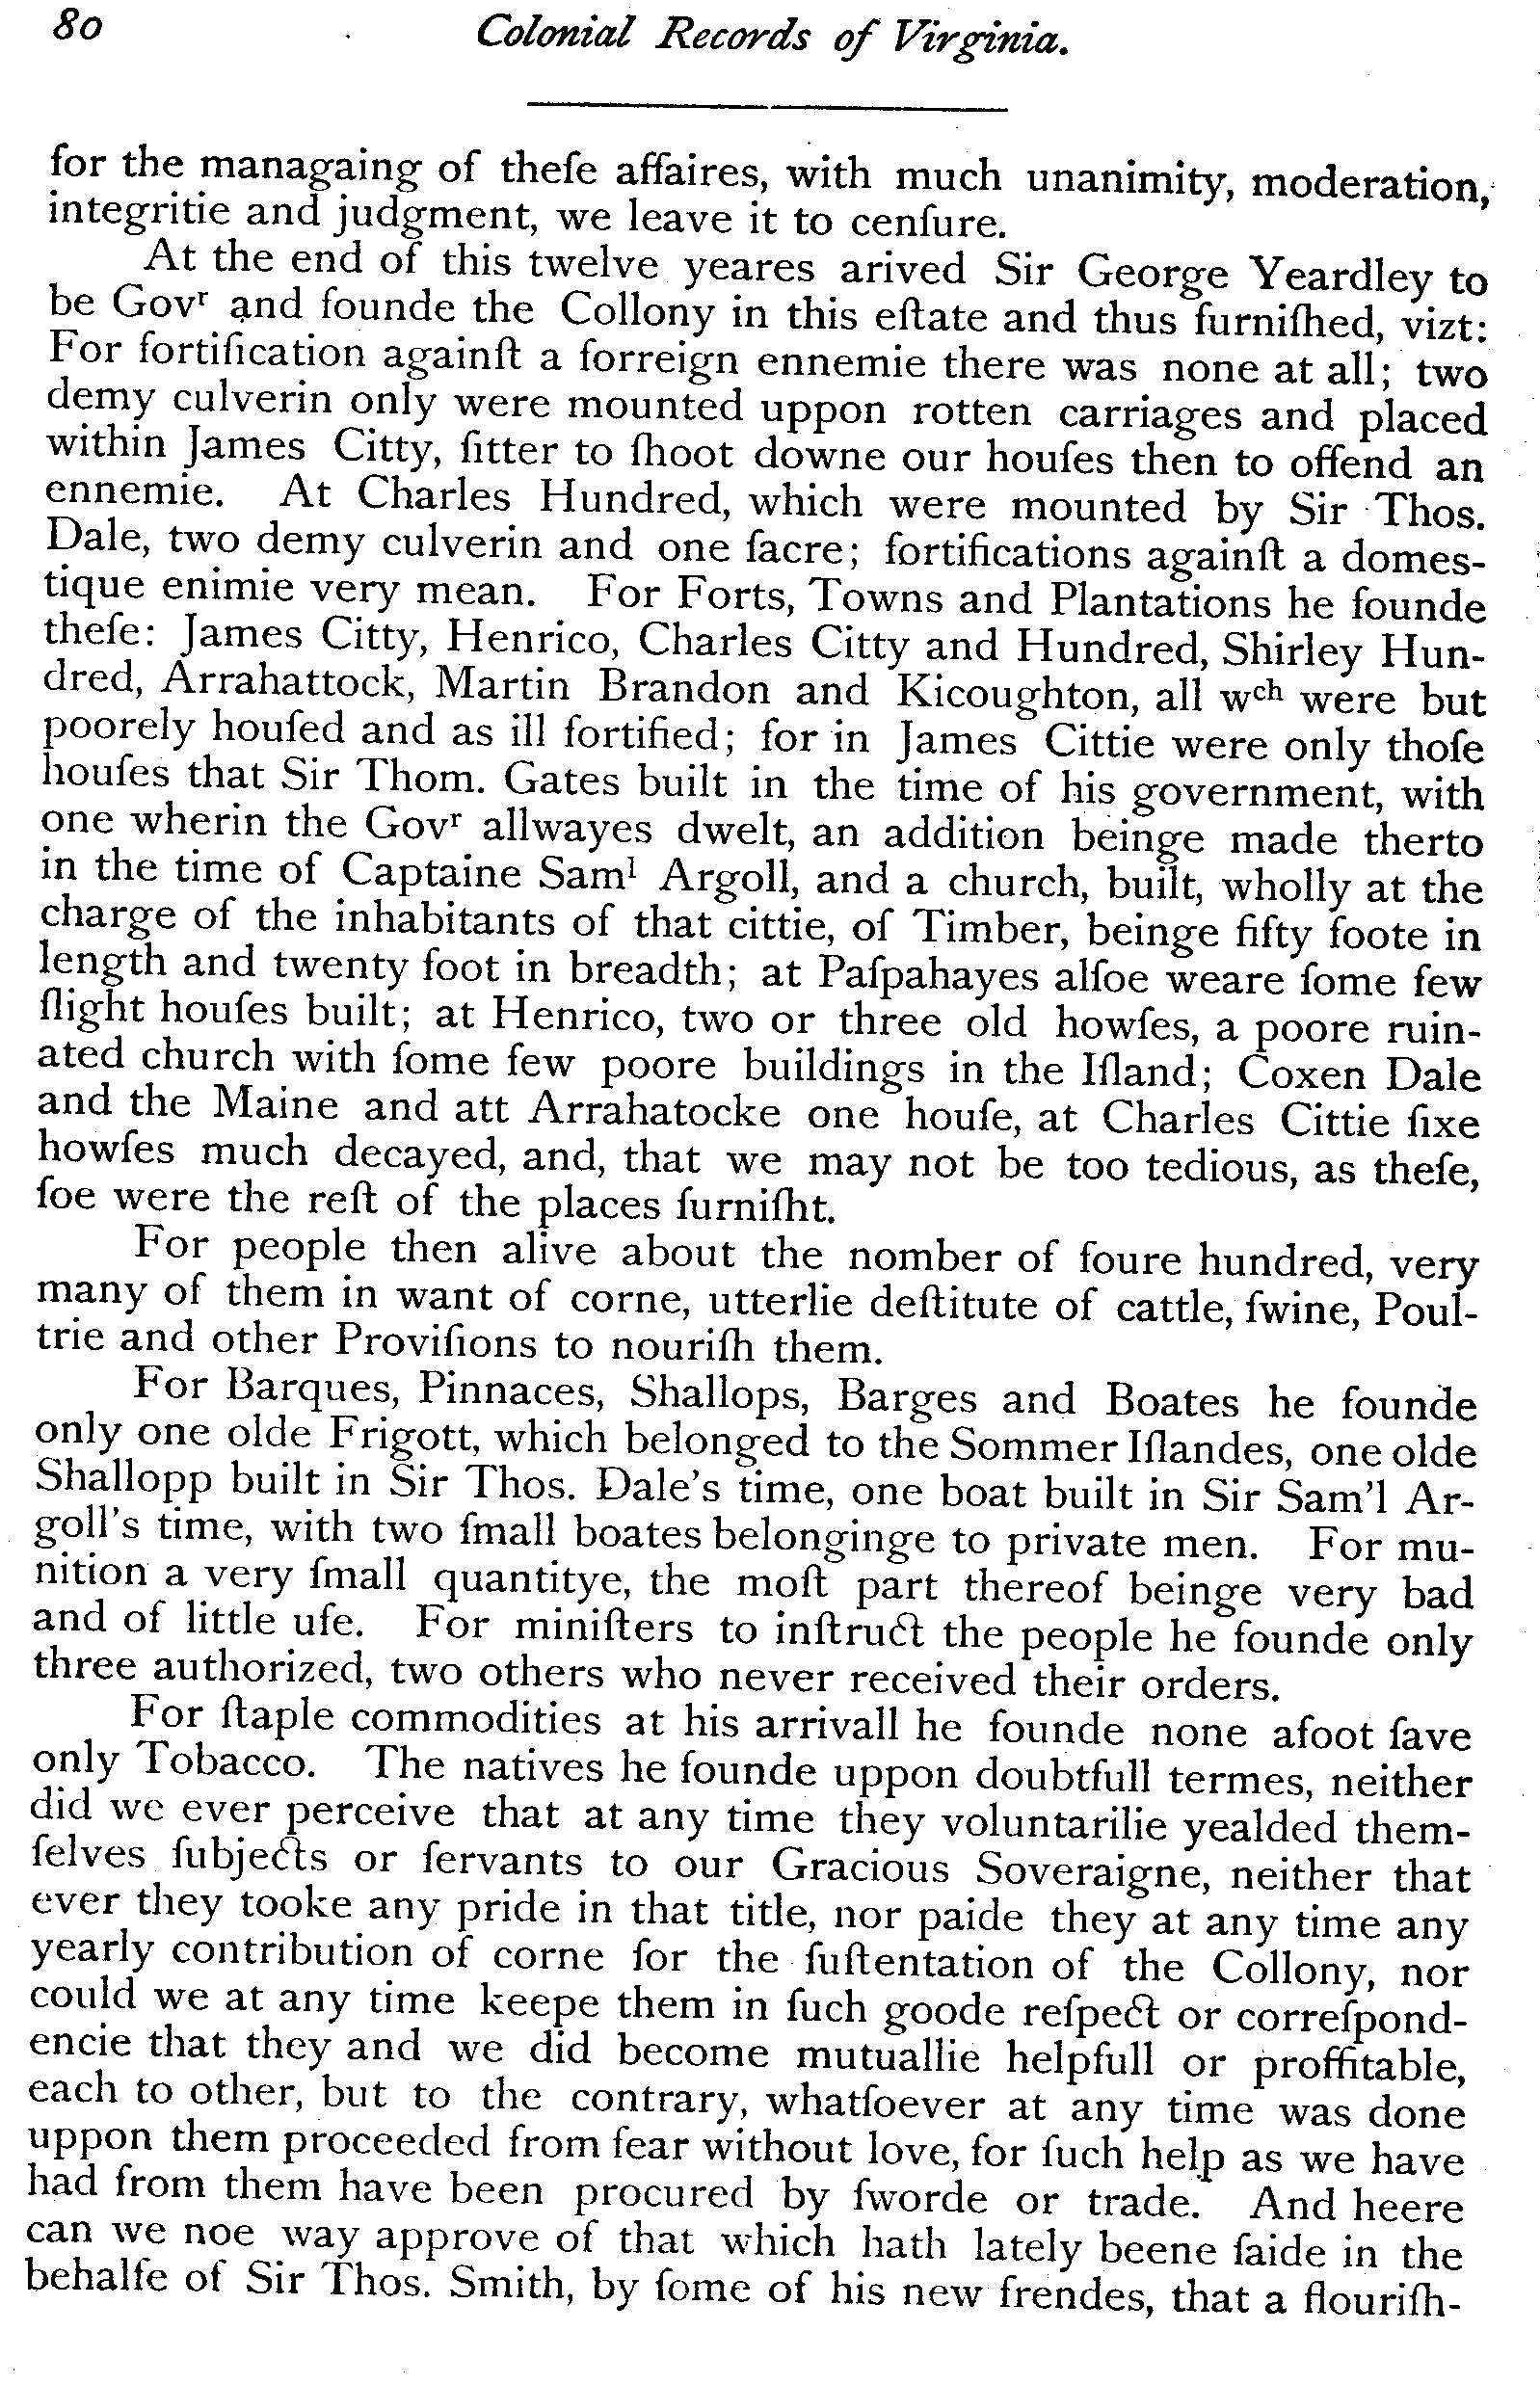 80 Colonial Records of Virginia.
for the managaing of theſe affaires, with much unanimity, moderation,
integritie and judgment, we leave it to cenſure.
At the end of this twelve yeares arived Sir George Yeardley to
be Govʳ and founde the Collony in this eſtate and thus furniſhed, vizt:
For fortification againſt a forreign ennemie there was none at all; two
demy culverin only were mounted uppon rotten carriages and placed
within James Citty, fitter to ſhoot downe our houſes then to offend an
ennemie. At Charles Hundred, which were mounted by Sir Thos.
Dale, two demy culverin and one ſacre; fortifications againſt a domes-
tique enimie very mean. For Forts, Towns and Plantations he founde
theſe: James Citty, Henrico, Charles Citty and Hundred, Shirley Hun-
dred, Arrahattock, Martin Brandon and Kicoughton, all wᶜʰ were but
poorely houſed and as ill fortified; for in James Cittie were only thoſe
houſes that Sir Thom. Gates built in the time of his government, with
one wherin the Govʳ allwayes dwelt, an addition beinge made therto
in the time of Captaine Samˡ Argoll, and a church, built, wholly at the
charge of the inhabitants of that cittie, of Timber, beinge fifty foote in
length and twenty foot in breadth; at Paſpahayes alſoe weare ſome few
ſlight houſes built; at Henrico, two or three old howſes, a poore ruin-
ated church with ſome few poore buildings in the Iſland; Coxen Dale
and the Maine and att Arrahatocke one houſe, at Charles Cittie ſixe
howſes much decayed, and, that we may not be too tedious, as theſe,
ſoe were the reſt of the places furniſht.
For people then alive about the nomber of foure hundred, very
many of them in want of corne, utterlie deſtitute of cattle, ſwine, Poul-
trie and other Proviſions to nouriſh them.
For Barques, Pinnaces, Shallops, Barges and Boates he founde
only one olde Frigott, which belonged to the Sommer Iſlandes, one olde
Shallopp built in Sir Thos. Dale's time, one boat built in Sir Sam'l Ar-
goll's time, with two ſmall boates belonginge to private men. For mu-
nition a very ſmall quantitye, the moſt part thereof beinge very bad
and of little uſe. For miniſters to inſtruct the people he founde only
three authorized, two others who never received their orders.
For ſtaple commodities at his arrivall he founde none afoot ſave
only Tobacco. The natives he founde uppon doubtfull termes, neither
did we ever perceive that at any time they voluntarilie yealded them-
ſelves ſubjects or ſervants to our Gracious Soveraigne, neither that
ever they tooke any pride in that title, nor paide they at any time any
yearly contribution of corne for the ſuſtentation of the Collony, nor
could we at any time keepe them in ſuch goode reſpect or correſpond-
encie that they and we did become mutuallie helpfull or proffitable,
each to other, but to the contrary, whatſoever at any time was done
uppon them proceeded from fear without love, for ſuch help as we have
had from them have been procured by ſworde or trade. And heere
can we noe way approve of that which hath lately beene ſaide in the
behalfe of Sir Thos. Smith, by ſome of his new frendes, that a flouriſh-